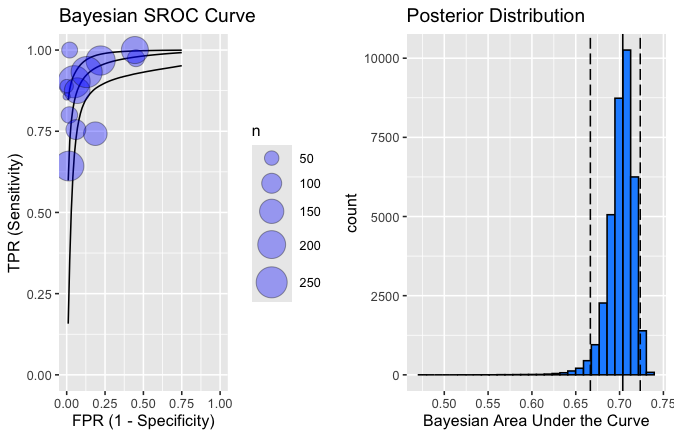 Bayesian SROC Curve
TPR (Sensitivity)
1.00
0.75
0.50
0.25
0.00
0.00 0.25 0.50 0.75 1.00
FPR (1 - Specificity)
n
50
100
150
200
250
Posterior Distribution
count
10000
7500
5000
2500
0
0.50 0.55 0.60 0.65 0.70 0.75
Bayesian Area Under the Curve